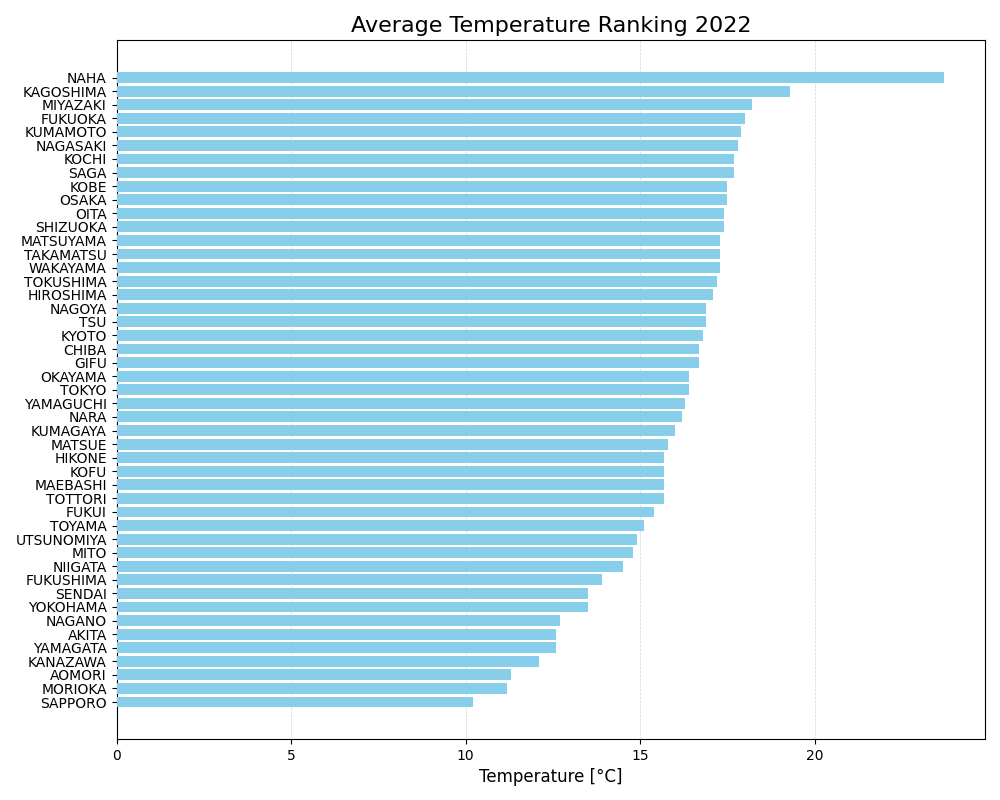 Average Temperature Ranking 2022
NAHA
KAGOSHIMA
MIYAZAKI
FUKUOKA
KUMAMOTO
NAGASAKI
KOCHI
SAGA
KOBE
OSAKA
OITA
SHIZUOKA
MATSUYAMA
TAKAMATSU
WAKAYAMA
TOKUSHIMA
HIROSHIMA
NAGOYA
TSU
KYOTO
CHIBA
GIFU
OKAYAMA
TOKYO
YAMAGUCHI
NARA
KUMAGAYA
MATSUE
HIKONE
KOFU
MAEBASHI
TOTTORI
FUKUI
TOYAMA
UTSUNOMIYA
MITO
NIIGATA
FUKUSHIMA
SENDAI
YOKOHAMA
NAGANO
AKITA
YAMAGATA
KANAZAWA
AOMORI
MORIOKA
SAPPORO
0 5 10 15 20
Temperature [°C]